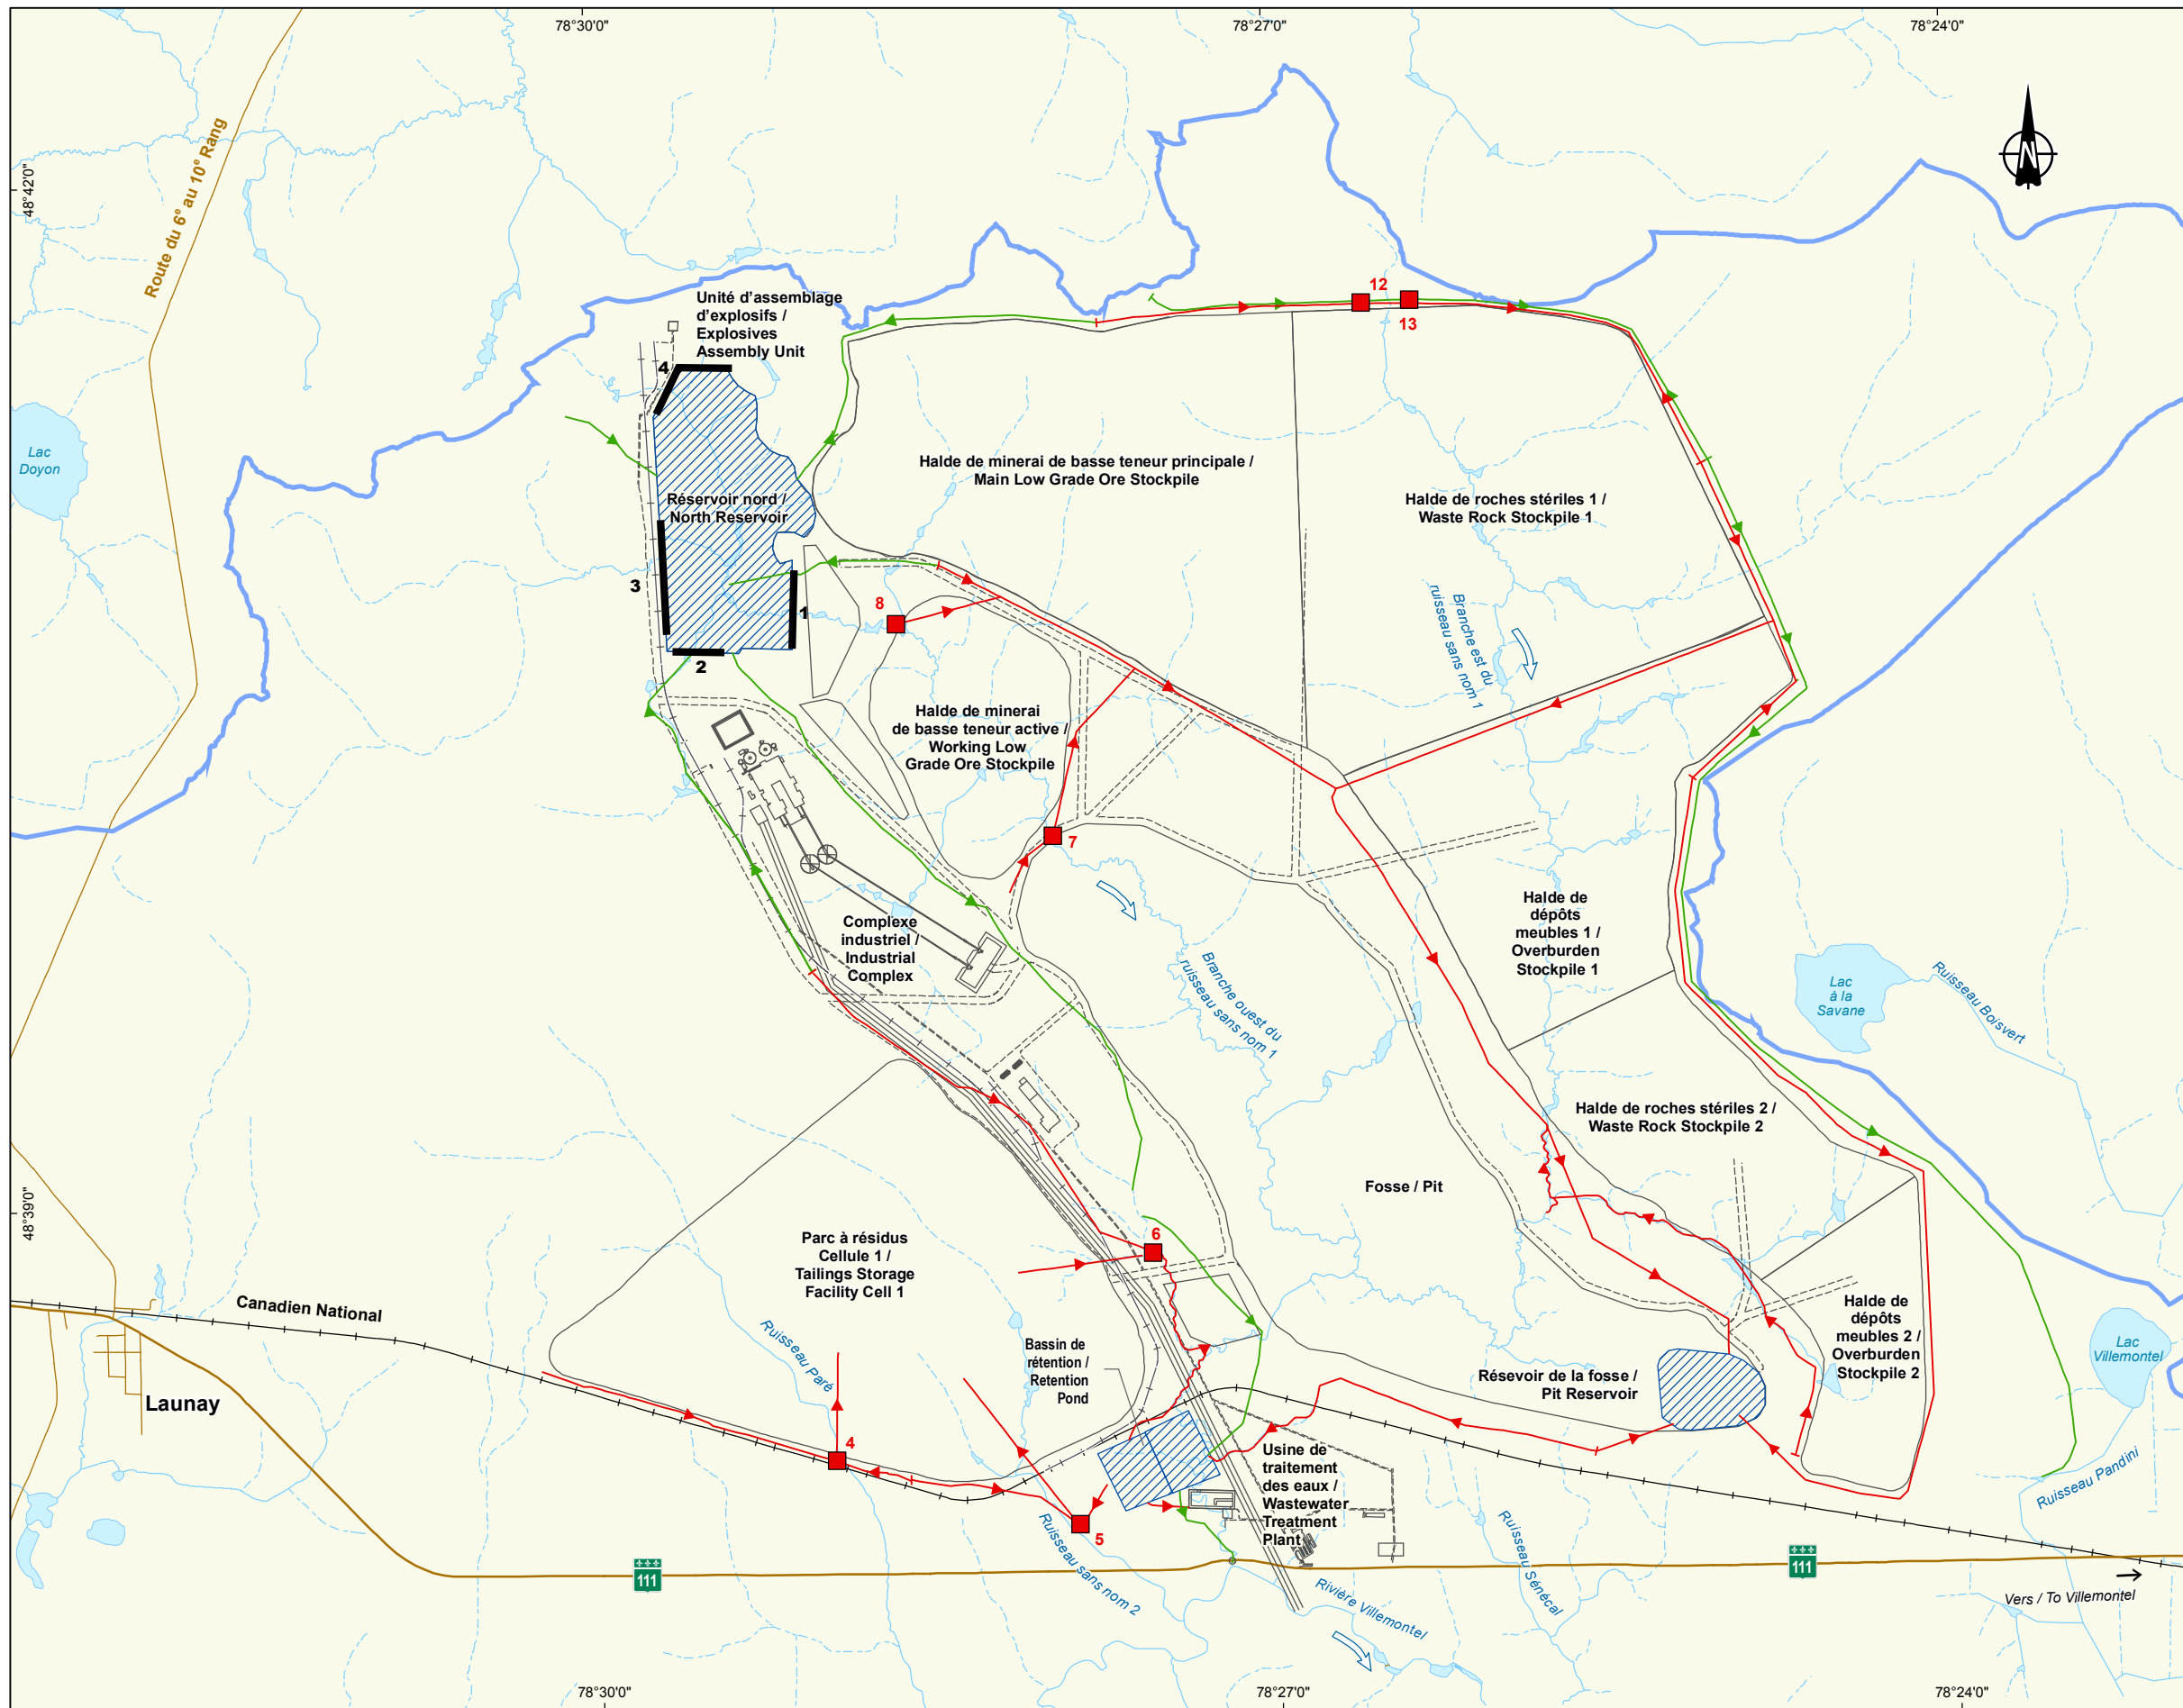 78°30'0"
78°27'0"
78°24'0"
48°42'0"
Route du 6e au 10e Rang
N
Unité d'assemblage
d'explosifs /
Explosives
Assembly Unit
12
13
4
Lac
Doyon
Halde de minerai de basse teneur principale /
Main Low Grade Ore Stockpile
Réservoir nord /
North Reservoir
Halde de roches stériles 1 /
Waste Rock Stockpile 1
3
1
8
2
Branche est du
ruisseau sans nom 1
Halde de minerai
de basse teneur active /
Working Low
Grade Ore Stockpile
7
Complexe
industriel /
Industrial
Complex
Halde de
dépôts
meubles 1 /
Overburden
Stockpile 1
Branche ouest du
ruisseau sans nom 1
Lac
à la
Savane
Ruisseau Boisvert
Halde de roches stériles 2 /
Waste Rock Stockpile 2
Fosse / Pit
48°39'0"
Parc à résidus
Cellule 1 /
Tailings Storage
Facility Cell 1
6
Canadien National
Ruisseau Paré
Bassin de
rétention /
Retention
Pond
Halde de
dépôts
meubles 2 /
Overburden
Stockpile 2
Lac
Villemontel
Launay
Résevoir de la fosse /
Pit Reservoir
4
5
Usine de
traitement
des eaux /
Wastewater
Treatment
Plant
Ruisseau Pandini
Ruisseau sans nom 2
Ruisseau Sénécal
111
111
Rivière Villemontel
Vers / To Villemontel
78°30'0"
78°27'0"
78°24'0"